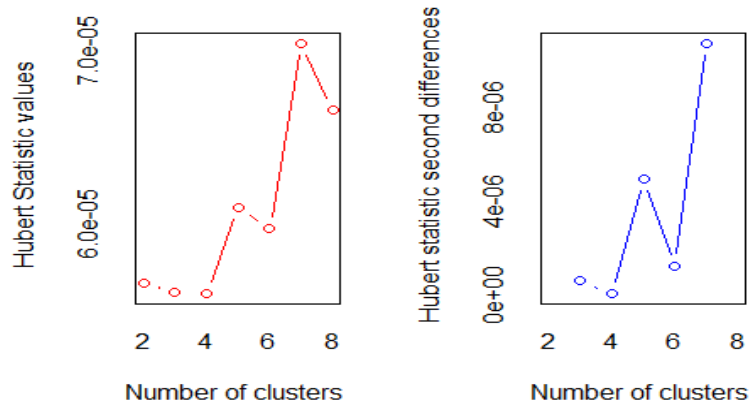 Hubert Statistic values
7.0e-05
6.0e-05
2 4 6 8
Number of clusters
Hubert statistic second differences
8e-06
4e-06
0e+00
2 4 6 8
Number of clusters